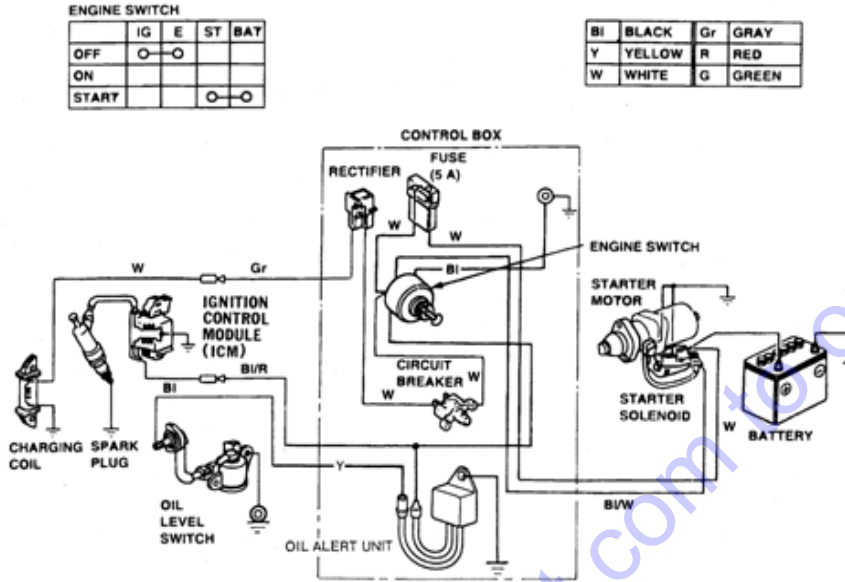 ENGINE SWITCH
IG E ST BAT
OFF
ON
START
Bl BLACK Gr GRAY
Y YELLOW R RED
W WHITE G GREEN
CONTROL BOX
RECTIFIER
FUSE
(5 A)
W
W
ENGINE SWITCH
Bl
W
Gr
IGNITION
CONTROL
MODULE
(ICM)
STARTER
MOTOR
Bl/R
Bl
CIRCUIT
BREAKER
W
W
STARTER
SOLENOID
W
BATTERY
CHARGING
COIL
SPARK
PLUG
Y
Bl/W
OIL
LEVEL
SWITCH
OIL ALERT UNIT
com to o